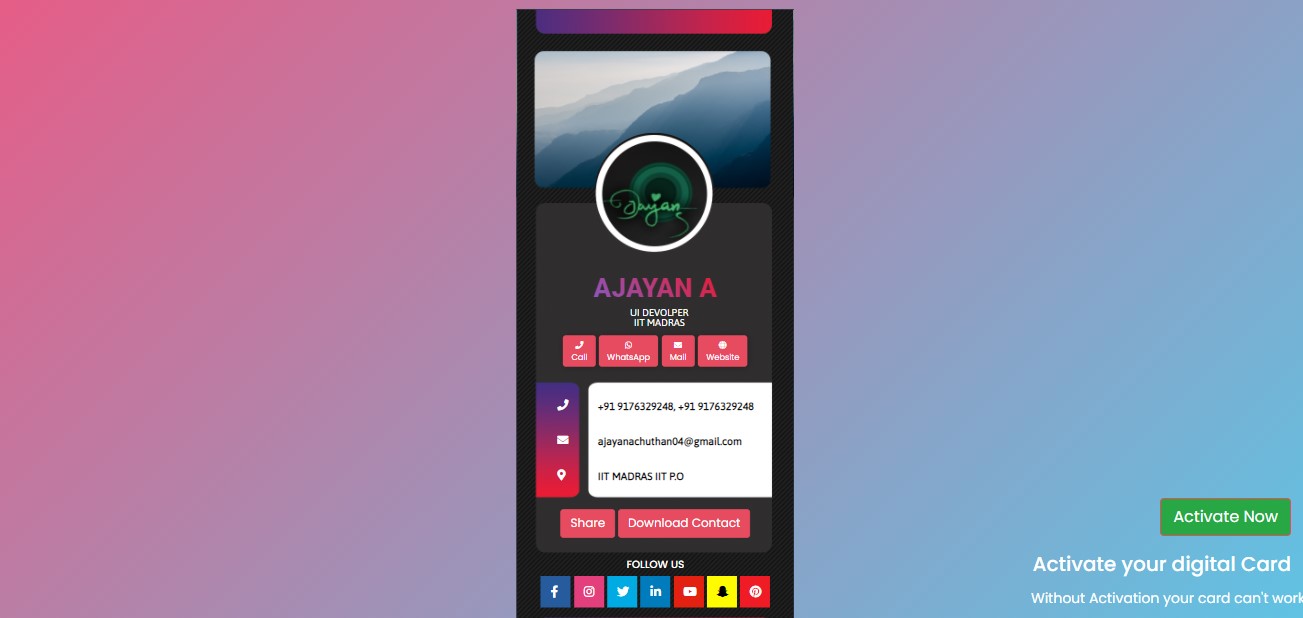 Ajayan
AJAYAN A
UI DEVOLPER
IIT MADRAS
Call WhatsApp Mail Website
+91 9176329248, +91 9176329248
ajayanachuthan04@gmail.com
IIT MADRAS IIT P.O
Share Download Contact
FOLLOW US
Activate Now
Activate your digital Card
Without Activation your card can't work